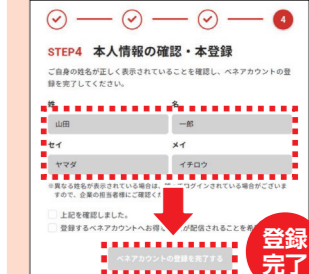 4
STEP4 本人情報の確認・本登録
ご自身の姓名が正しく表示されていることを確認し、ベネアカウントの登
録を完了してください。
姓 名
山田 一郎
セイ メイ
ヤマダ イチロウ
※異なる姓名が表示されている場合は、 ログインされている場合がございま
すので、企業の担当者様にご確認く
上記を確認しました。
登録するベネアカウントへお得 が配信されることを希
ベネアカウントの登録を完了する
登録
完了